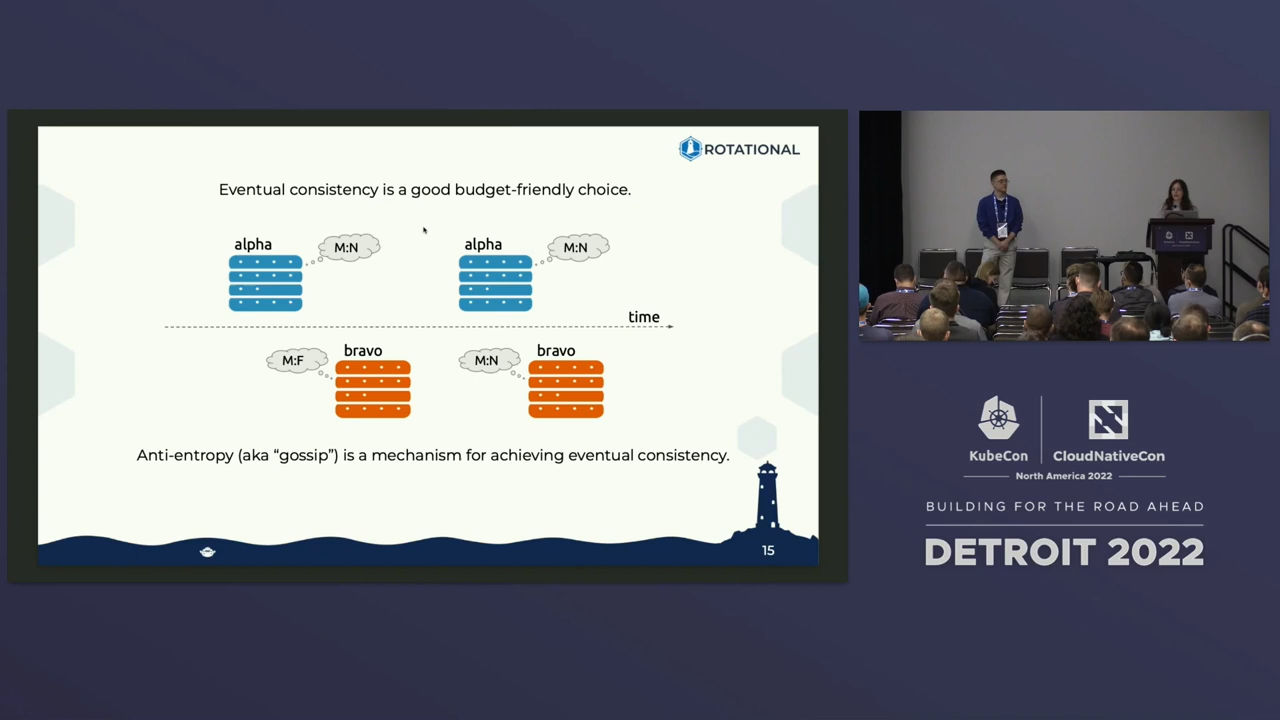 ROTATIONAL
Eventual consistency is a good budget-friendly choice.
alpha
M:N
alpha
M:N
time
M:F
bravo
M:N
bravo
Anti-entropy (aka “gossip”) is a mechanism for achieving eventual consistency.
15
KubeCon
CloudNativeCon
North America 2022
BUILDING FOR THE ROAD AHEAD
DETROIT 2022